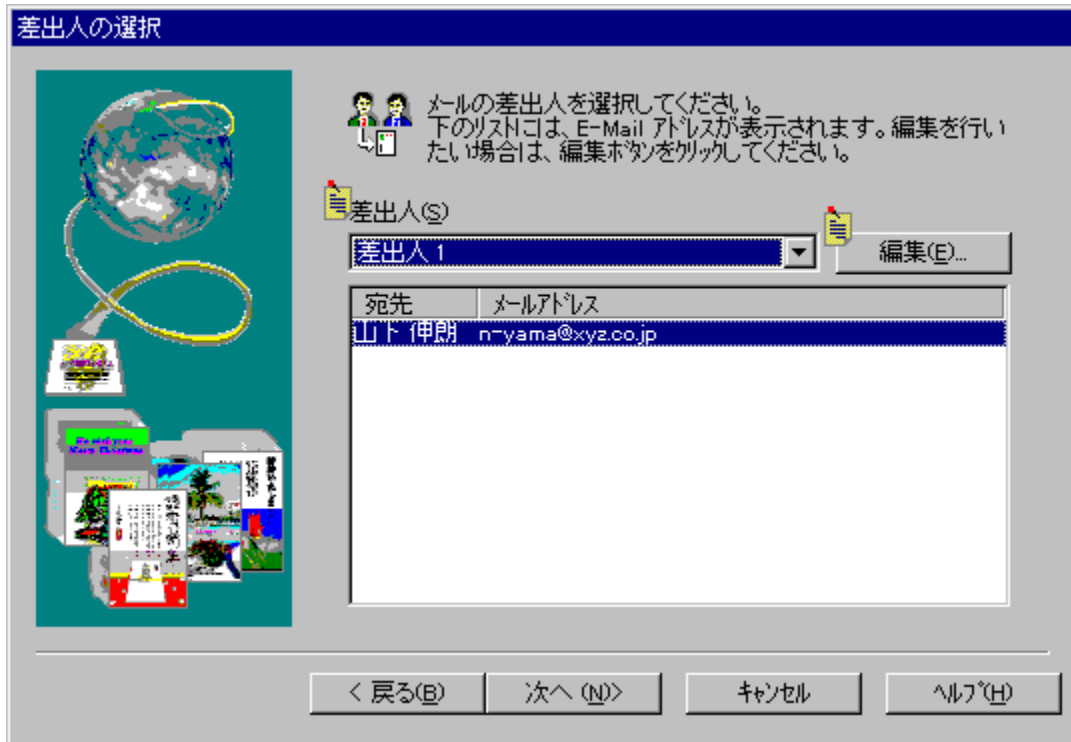 差出人の選択
メールの差出人を選択してください。
下のリストには、E-Mail アドレスが表示されます。編集を行い
たい場合は、編集ボタンをクリックしてください。
差出人(S)
差出人 1
編集(E)...
宛先 メールアドレス
山下 伸朗 n-yama@xyz.co.jp
< 戻る(B)
次へ (N)>
キャンセル
ヘルプ(H)